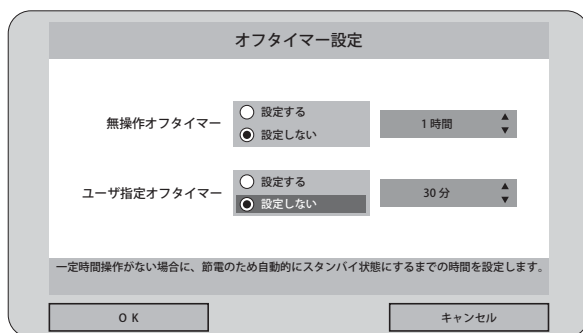 オフタイマー設定
無操作オフタイマー
設定する
設定しない
1 時間
ユーザ指定オフタイマー
設定する
設定しない
30 分
一定時間操作がない場合に、節電のため自動的にスタンバイ状態にするまでの時間を設定します。
O K
キャンセル